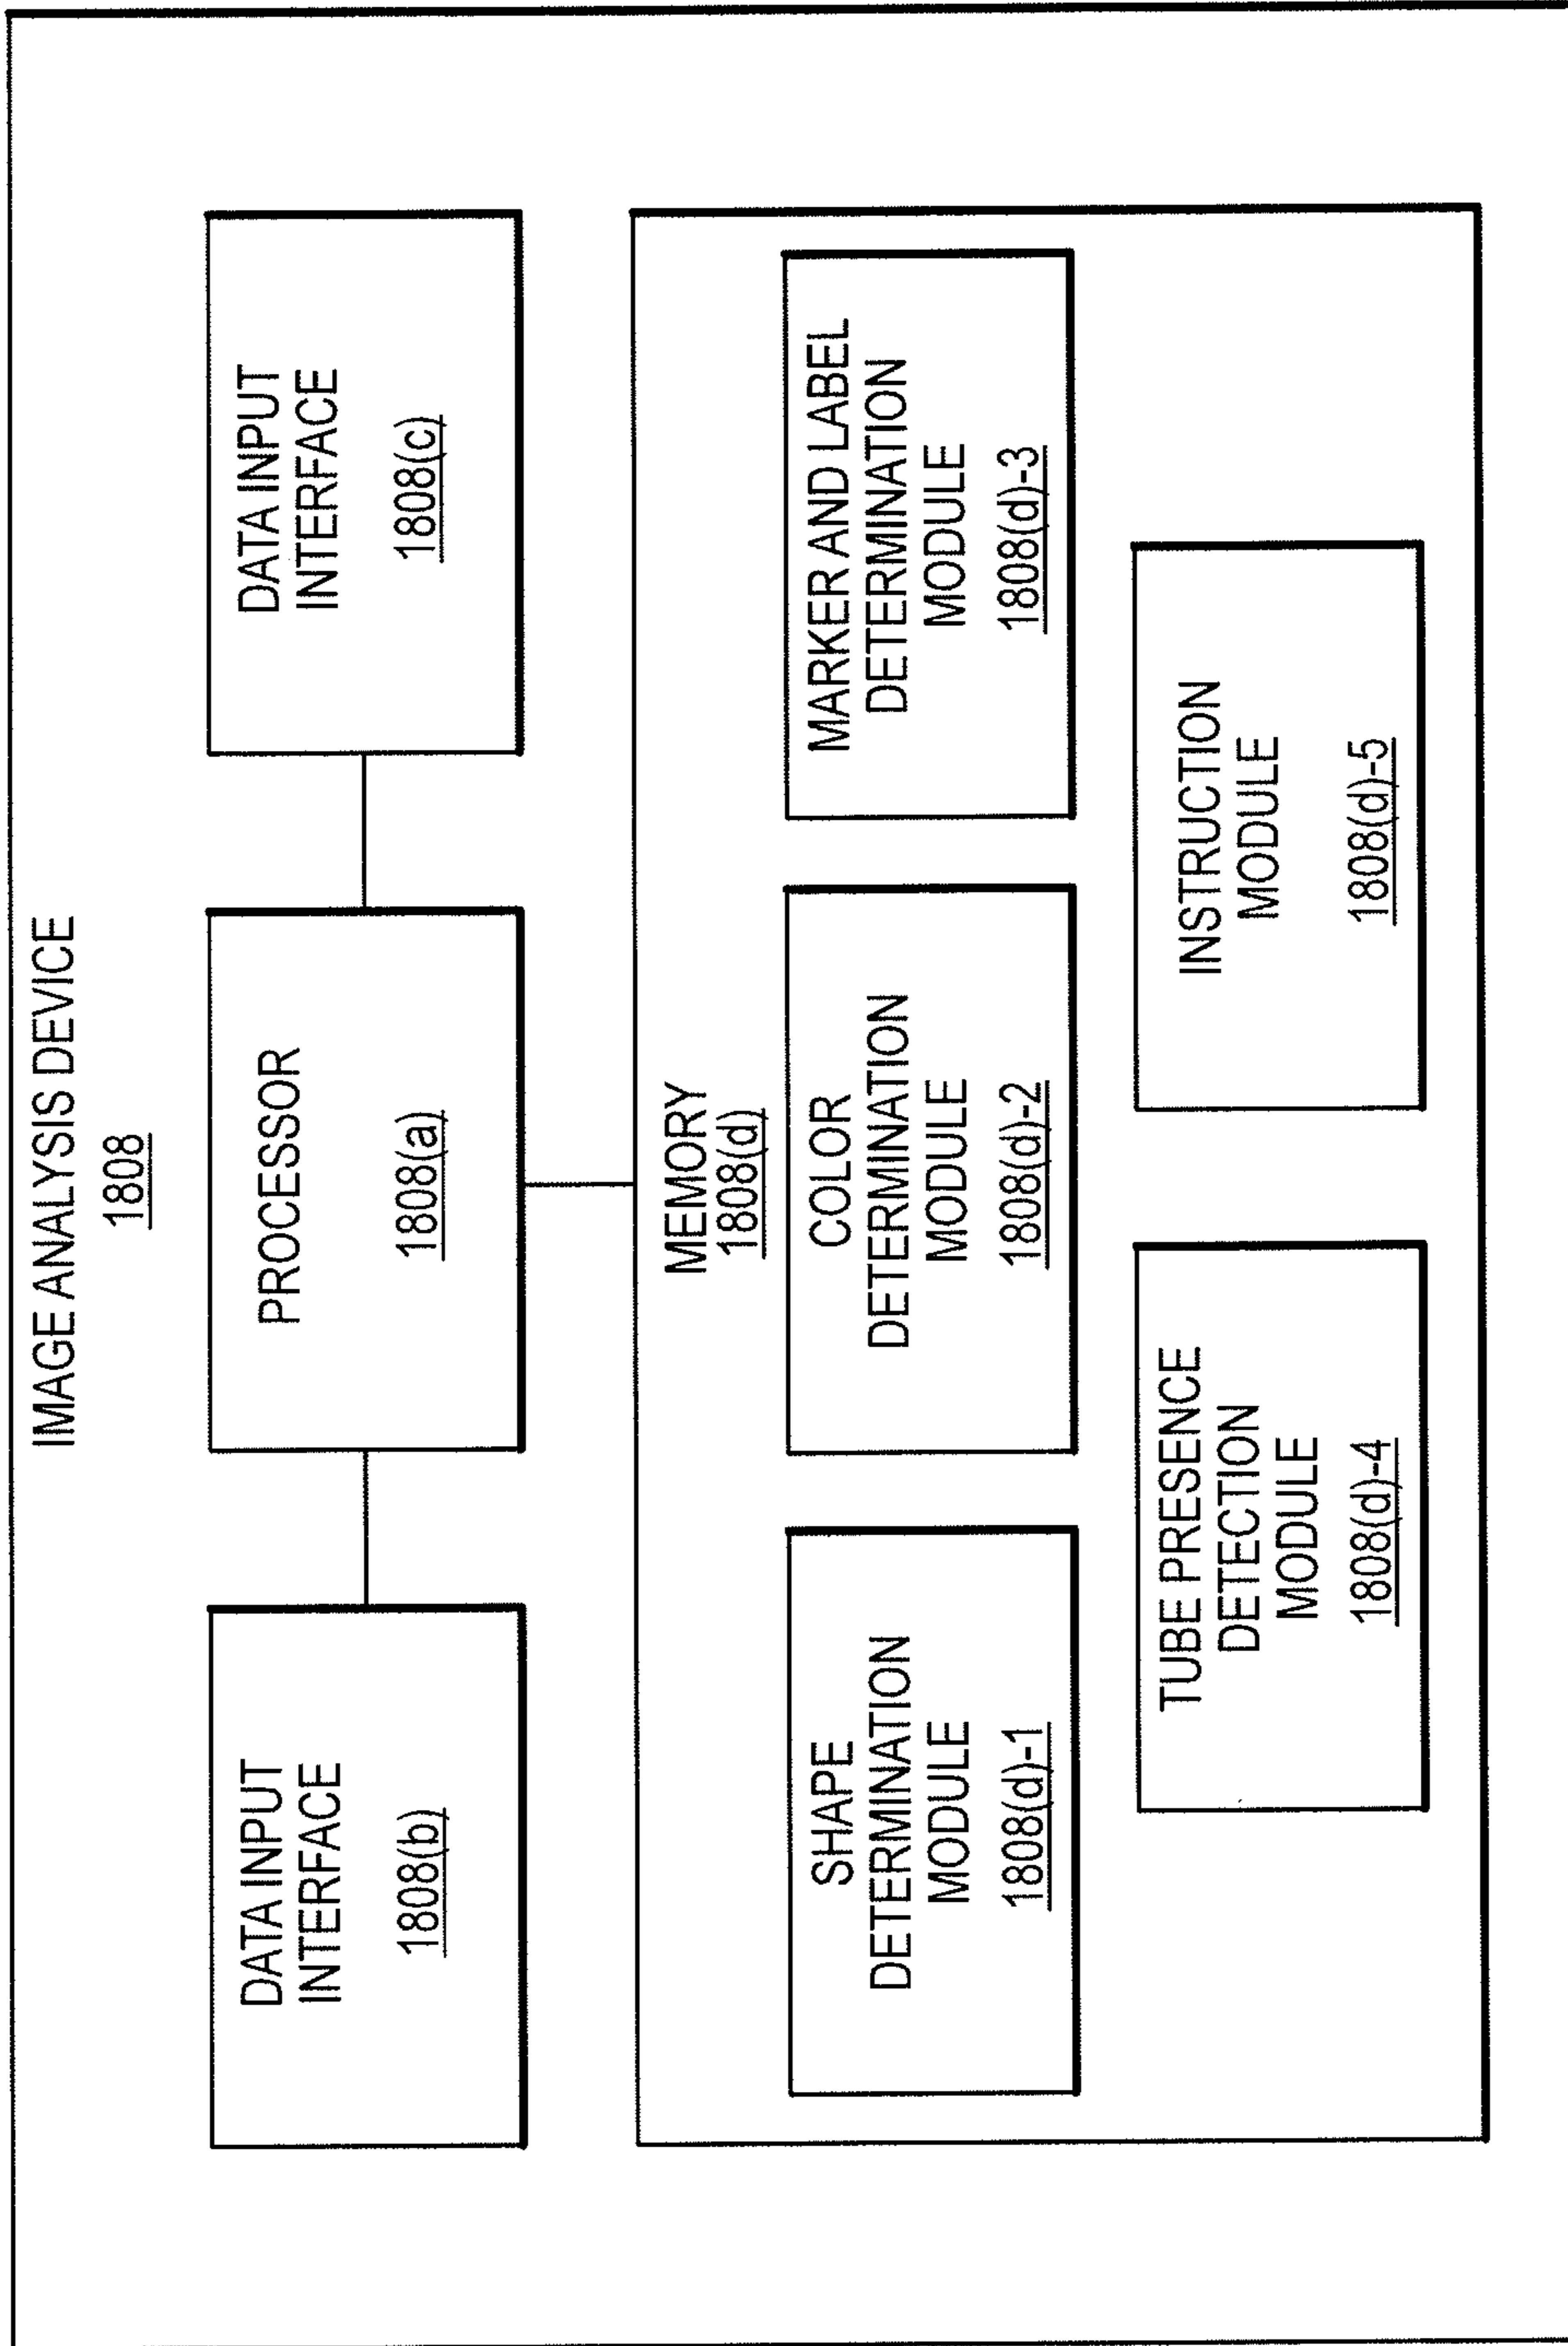 IMAGE ANALYSIS DEVICE
1808
DATA INPUT
INTERFACE
1808(b)
PROCESSOR
1808(a)
DATA INPUT
INTERFACE
1808(c)
MEMORY
1808(d)
SHAPE
DETERMINATION
MODULE
1808(d)-1
COLOR
DETERMINATION
MODULE
1808(d)-2
MARKER AND LABEL
DETERMINATION
MODULE
1808(d)-3
TUBE PRESENCE
DETECTION
MODULE
1808(d)-4
INSTRUCTION
MODULE
1808(d)-5